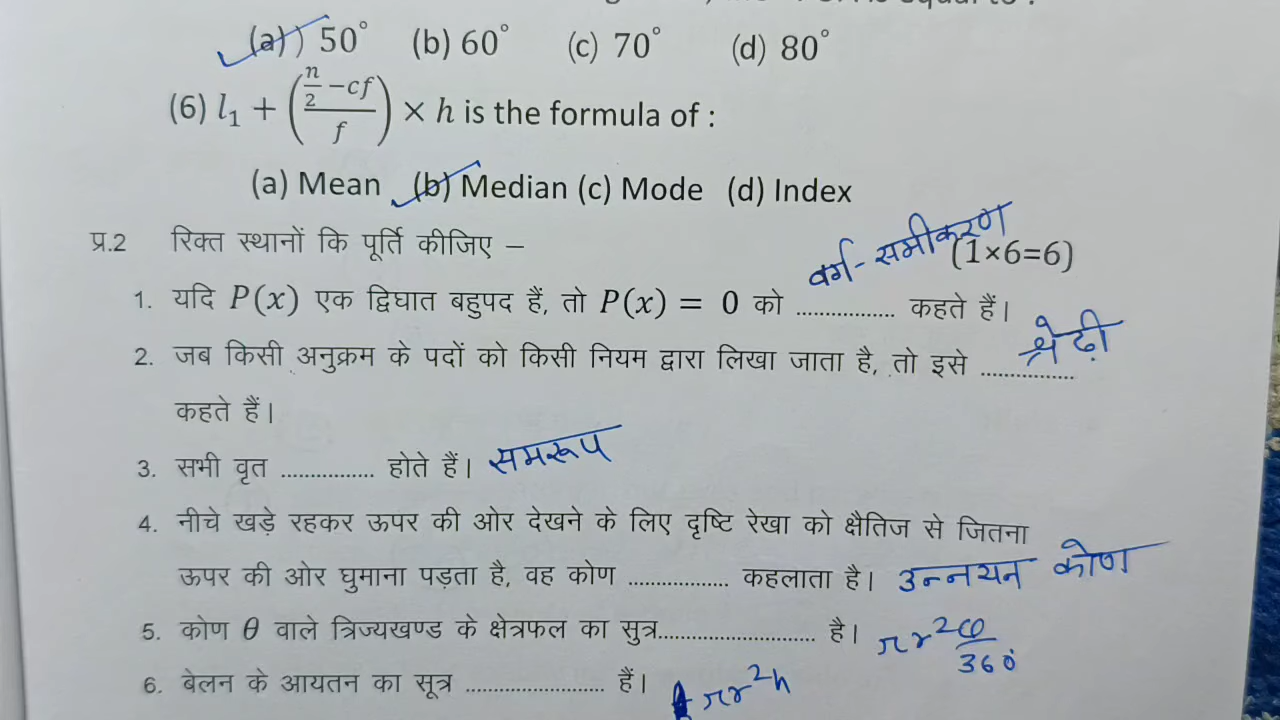 (a)) 50° (b) 60° (c) 70° (d) 80°
(6) l₁ + ((n/2 − cf)/f) × h is the formula of :
(a) Mean (b) Median (c) Mode (d) Index
प्र.2 रिक्त स्थानों कि पूर्ति कीजिए – (1×6=6)
वर्ग-समीकरण
1. यदि P(x) एक द्विघात बहुपद हैं, तो P(x) = 0 को ................. कहते हैं।
2. जब किसी अनुक्रम के पदों को किसी नियम द्वारा लिखा जाता है, तो इसे ................ श्रेढ़ी
कहते हैं।
3. सभी वृत ................ होते हैं। समरूप
4. नीचे खड़े रहकर ऊपर की ओर देखने के लिए दृष्टि रेखा को क्षैतिज से जितना
ऊपर की ओर घुमाना पड़ता है, वह कोण ................. कहलाता है। उन्नयन कोण
5. कोण θ वाले त्रिज्यखण्ड के क्षेत्रफल का सुत्र........................... है। πr²θ/360°
6. बेलन के आयतन का सूत्र ........................ हैं। πr²h